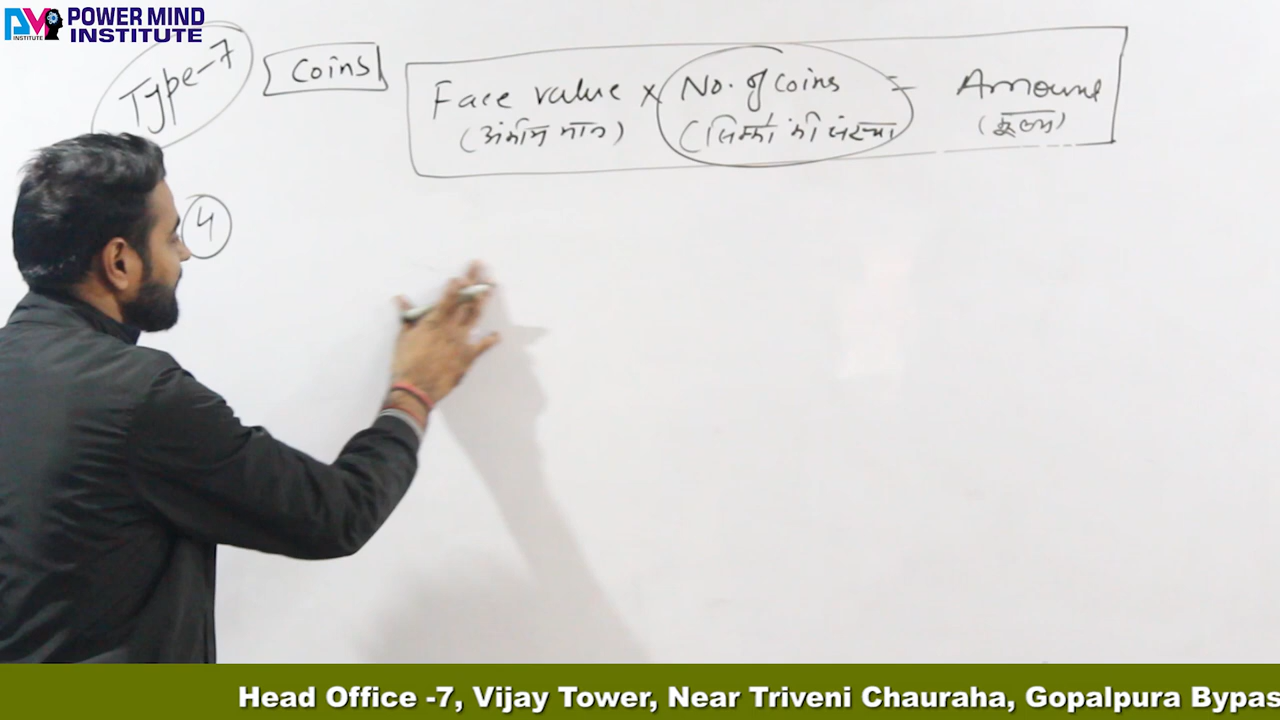 POWER MIND
INSTITUTE
INSTITUTE
Type-7
Coins
Face value × No. of coins = Amount
(अंकित मान) (सिक्कों की संख्या) (मूल्य)
4
Head Office -7, Vijay Tower, Near Triveni Chauraha, Gopalpura Bypas